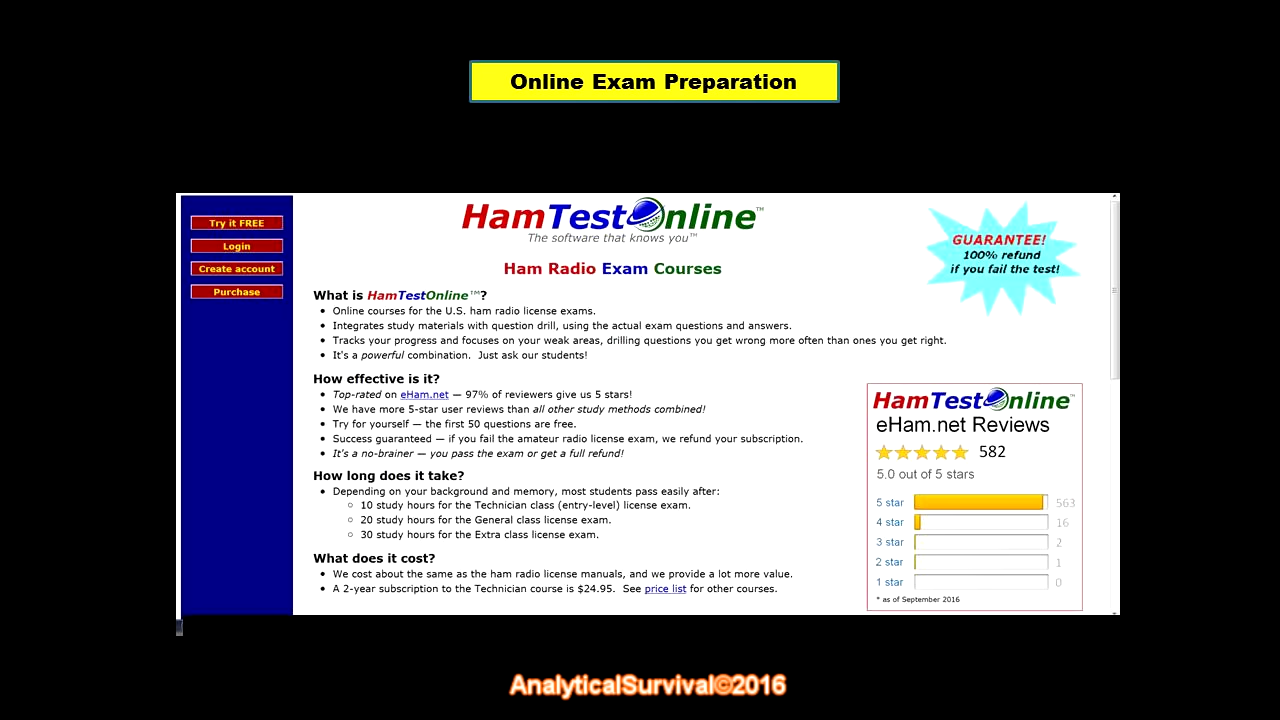 Online Exam Preparation
Try it FREE
Login
Create account
Purchase
HamTestOnline™
The software that knows you™
Ham Radio Exam Courses
GUARANTEE!
100% refund
if you fail the test!
What is HamTestOnline™?
• Online courses for the U.S. ham radio license exams.
• Integrates study materials with question drill, using the actual exam questions and answers.
• Tracks your progress and focuses on your weak areas, drilling questions you get wrong more often than ones you get right.
• It's a powerful combination. Just ask our students!
How effective is it?
• Top-rated on eHam.net — 97% of reviewers give us 5 stars!
• We have more 5-star user reviews than all other study methods combined!
• Try for yourself — the first 50 questions are free.
• Success guaranteed — if you fail the amateur radio license exam, we refund your subscription.
• It's a no-brainer — you pass the exam or get a full refund!
How long does it take?
• Depending on your background and memory, most students pass easily after:
○ 10 study hours for the Technician class (entry-level) license exam.
○ 20 study hours for the General class license exam.
○ 30 study hours for the Extra class license exam.
What does it cost?
• We cost about the same as the ham radio license manuals, and we provide a lot more value.
• A 2-year subscription to the Technician course is $24.95. See price list for other courses.
HamTestOnline™
eHam.net Reviews
582
5.0 out of 5 stars
5 star 563
4 star 16
3 star 2
2 star 1
1 star 0
* as of September 2016
AnalyticalSurvival©2016